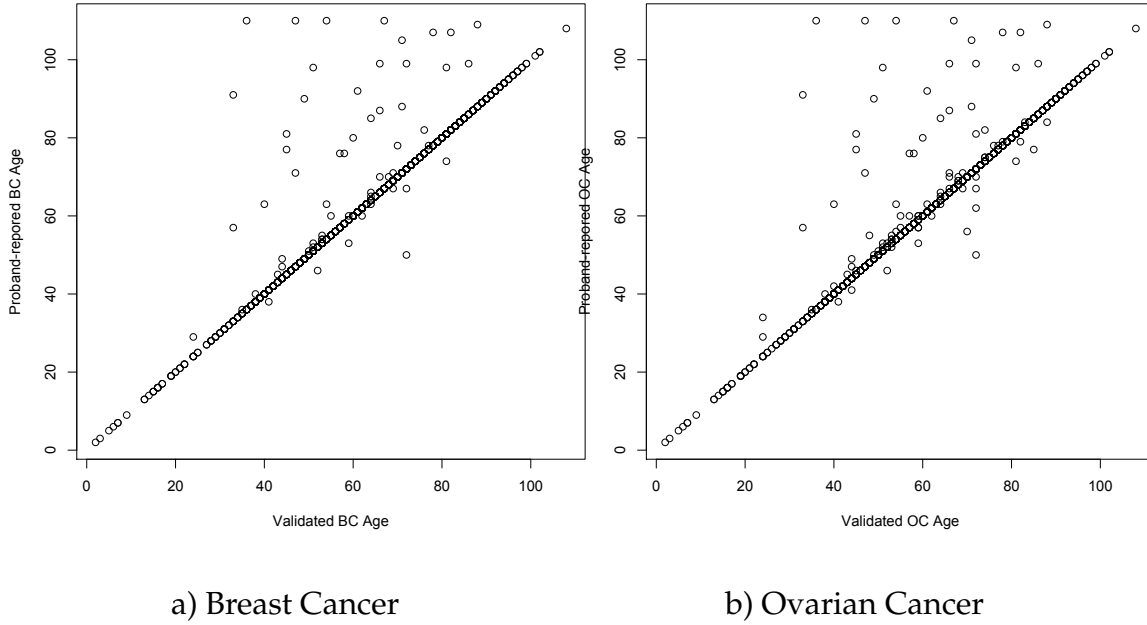 Proband-repored BC Age
0 20 40 60 80 100
0 20 40 60 80 100
Validated BC Age
Proband-repored OC Age
0 20 40 60 80 100
0 20 40 60 80 100
Validated OC Age
a) Breast Cancer
b) Ovarian Cancer